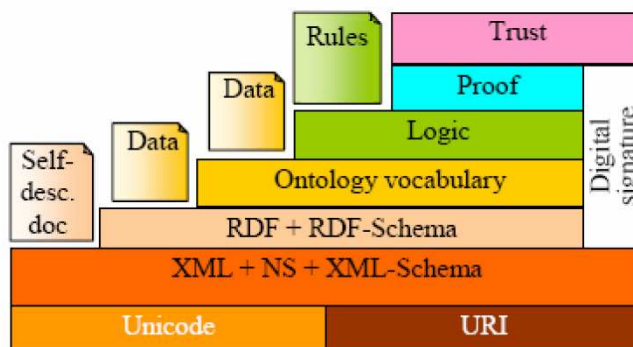 Rules
Trust
Data
Proof
Data
Logic
Self-
desc.
doc
Ontology vocabulary
Digital
signature
RDF + RDF-Schema
XML + NS + XML-Schema
Unicode
URI